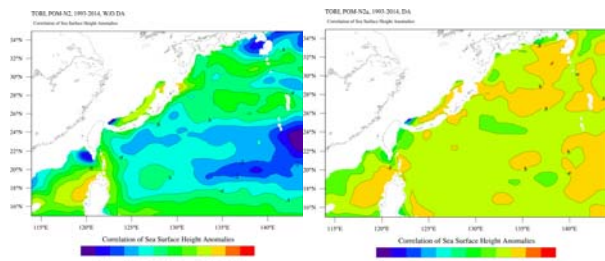 TORI, POM-N2, 1993-2014, W/O DA
Correlation of Sea Surface Height Anomalies
34°N
32°N
30°N
28°N
26°N
24°N
22°N
20°N
18°N
16°N
115°E 120°E 125°E 130°E 135°E 140°E
Correlation of Sea Surface Height Anomalies
TORI, POM-N2a, 1993-2014, DA
Correlation of Sea Surface Height Anomalies
34°N
32°N
30°N
28°N
26°N
24°N
22°N
20°N
18°N
16°N
115°E 120°E 125°E 130°E 135°E 140°E
Correlation of Sea Surface Height Anomalies